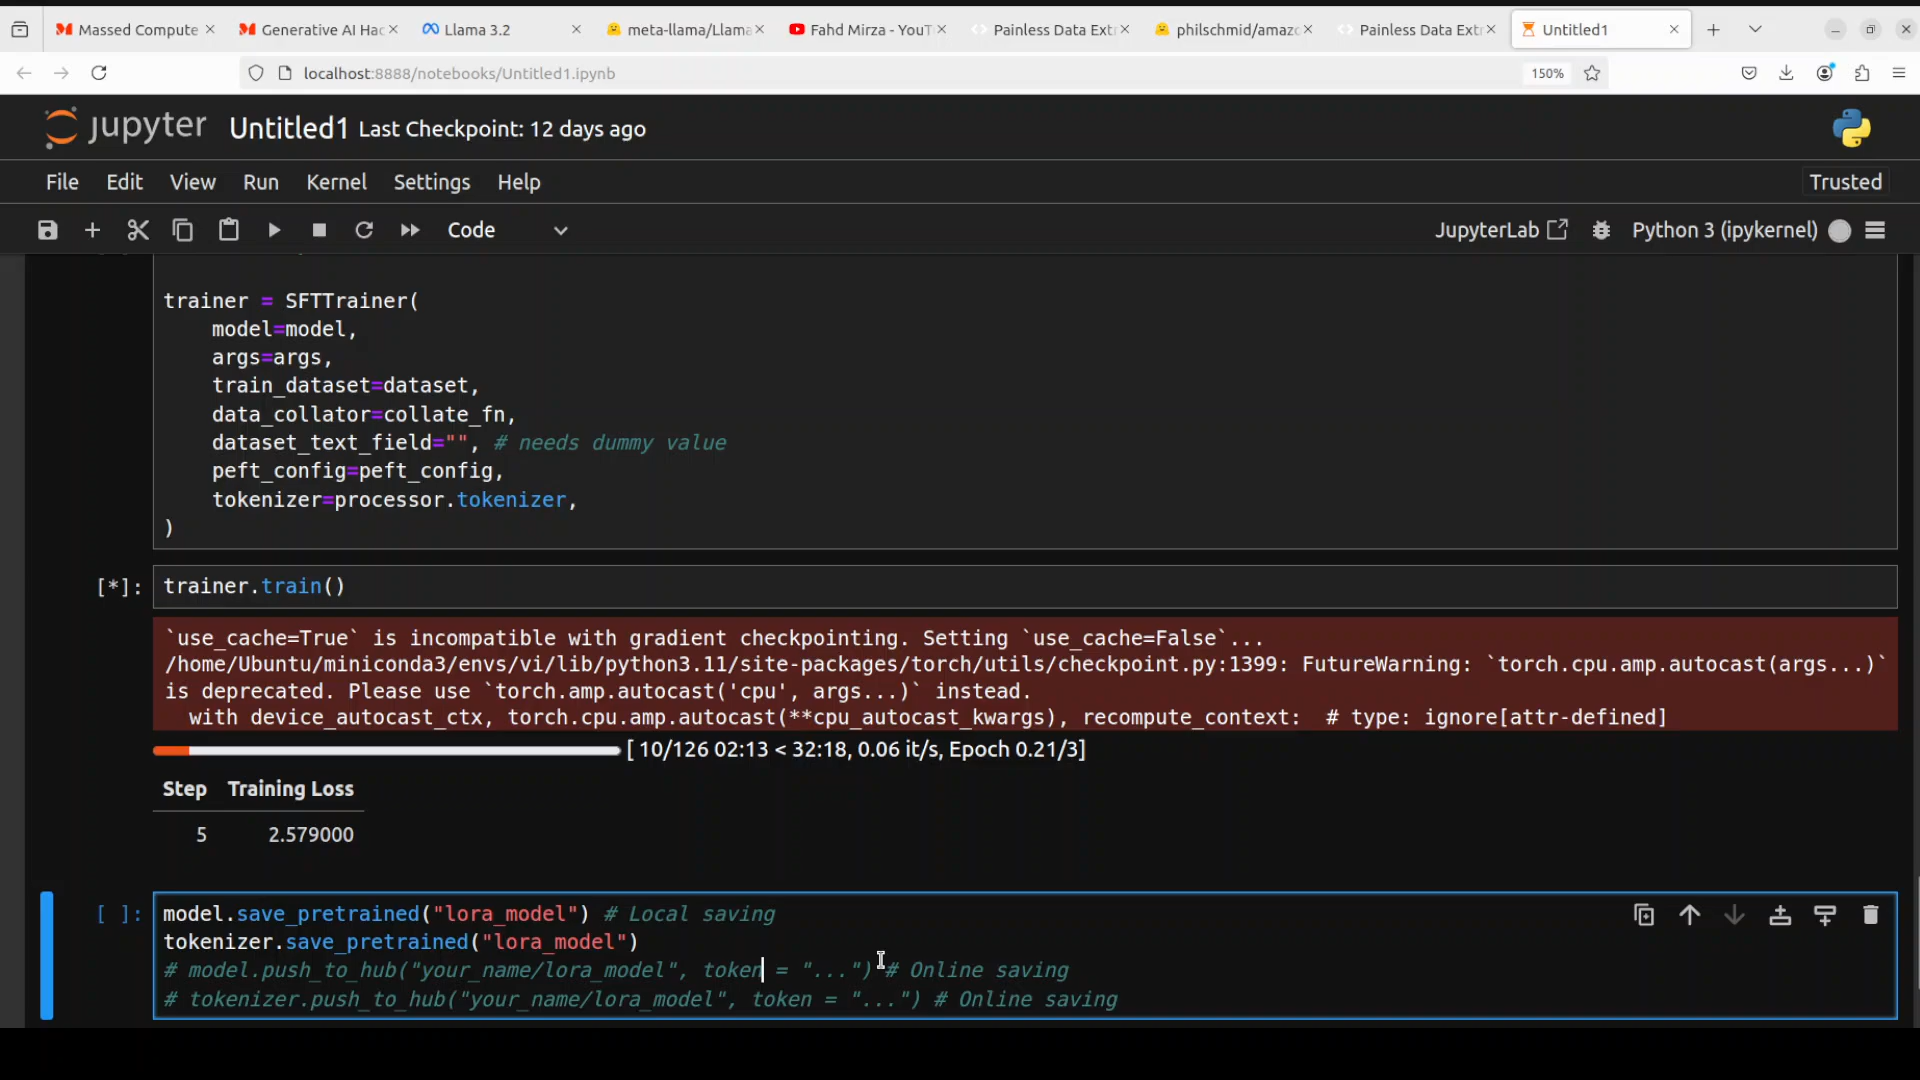 Massed Compute
Generative AI Hac
Llama 3.2
meta-llama/Llama
Fahd Mirza - YouT
Painless Data Extr
philschmid/amazo
Painless Data Extr
Untitled1
localhost:8888/notebooks/Untitled1.ipynb
150%
jupyter Untitled1 Last Checkpoint: 12 days ago
File Edit View Run Kernel Settings Help
Trusted
Code
JupyterLab
Python 3 (ipykernel)
trainer = SFTTrainer(
    model=model,
    args=args,
    train_dataset=dataset,
    data_collator=collate_fn,
    dataset_text_field="", # needs dummy value
    peft_config=peft_config,
    tokenizer=processor.tokenizer,
)
[*]: trainer.train()
`use_cache=True` is incompatible with gradient checkpointing. Setting `use_cache=False`...
/home/Ubuntu/miniconda3/envs/vi/lib/python3.11/site-packages/torch/utils/checkpoint.py:1399: FutureWarning: `torch.cpu.amp.autocast(args...)`
is deprecated. Please use `torch.amp.autocast('cpu', args...)` instead.
  with device_autocast_ctx, torch.cpu.amp.autocast(**cpu_autocast_kwargs), recompute_context:  # type: ignore[attr-defined]
[ 10/126 02:13 < 32:18, 0.06 it/s, Epoch 0.21/3]
Step Training Loss
5 2.579000
[ ]: model.save_pretrained("lora_model") # Local saving
tokenizer.save_pretrained("lora_model")
# model.push_to_hub("your_name/lora_model", token = "...") # Online saving
# tokenizer.push_to_hub("your_name/lora_model", token = "...") # Online saving